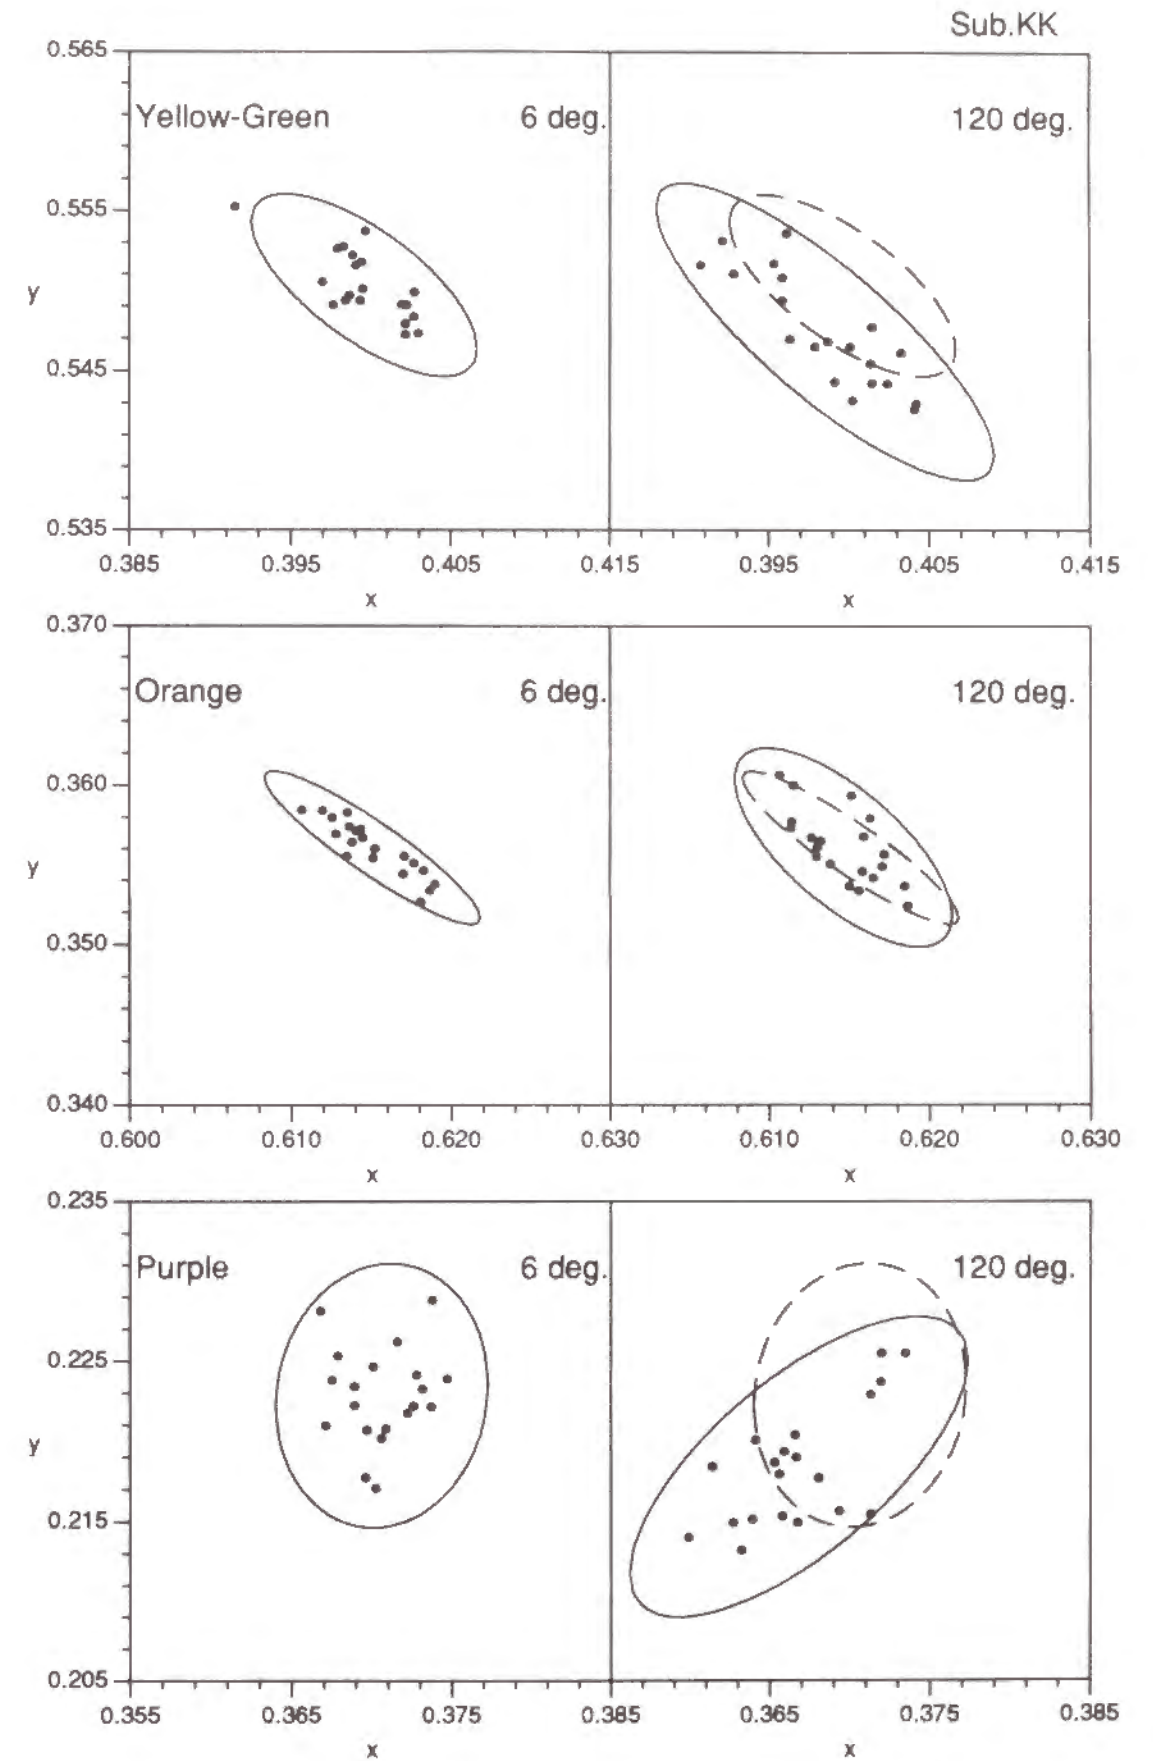 Sub.KK
0.565
Yellow-Green 6 deg. 120 deg.
0.555
y
0.545
0.535
0.385 0.395 0.405 0.415 0.395 0.405 0.415
x x
0.370
Orange 6 deg. 120 deg.
0.360
y
0.350
0.340
0.600 0.610 0.620 0.630 0.610 0.620 0.630
x x
0.235
Purple 6 deg. 120 deg.
0.225
y
0.215
0.205
0.355 0.365 0.375 0.385 0.365 0.375 0.385
x x